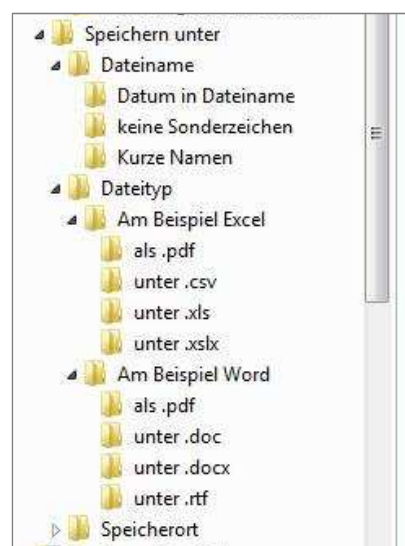 Speichern unter
Dateiname
Datum in Dateiname
keine Sonderzeichen
Kurze Namen
Dateityp
Am Beispiel Excel
als .pdf
unter .csv
unter .xls
unter .xslx
Am Beispiel Word
als .pdf
unter .doc
unter .docx
unter .rtf
Speicherort